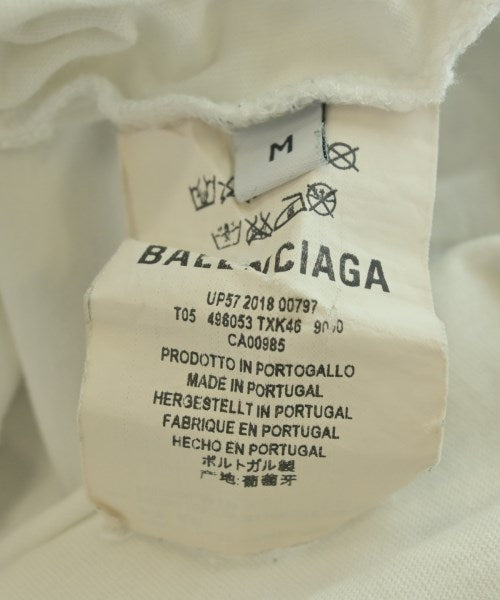 M
BALENCIAGA
UP57 2018 00797
T05 496053 TXK46
CA00985
PRODOTTO IN PORTOGALLO
MADE IN PORTUGAL
HERGESTELLT IN PORTUGAL
FABRIQUE EN PORTUGAL
HECHO EN PORTUGAL
ポルトガル製
产地:葡萄牙